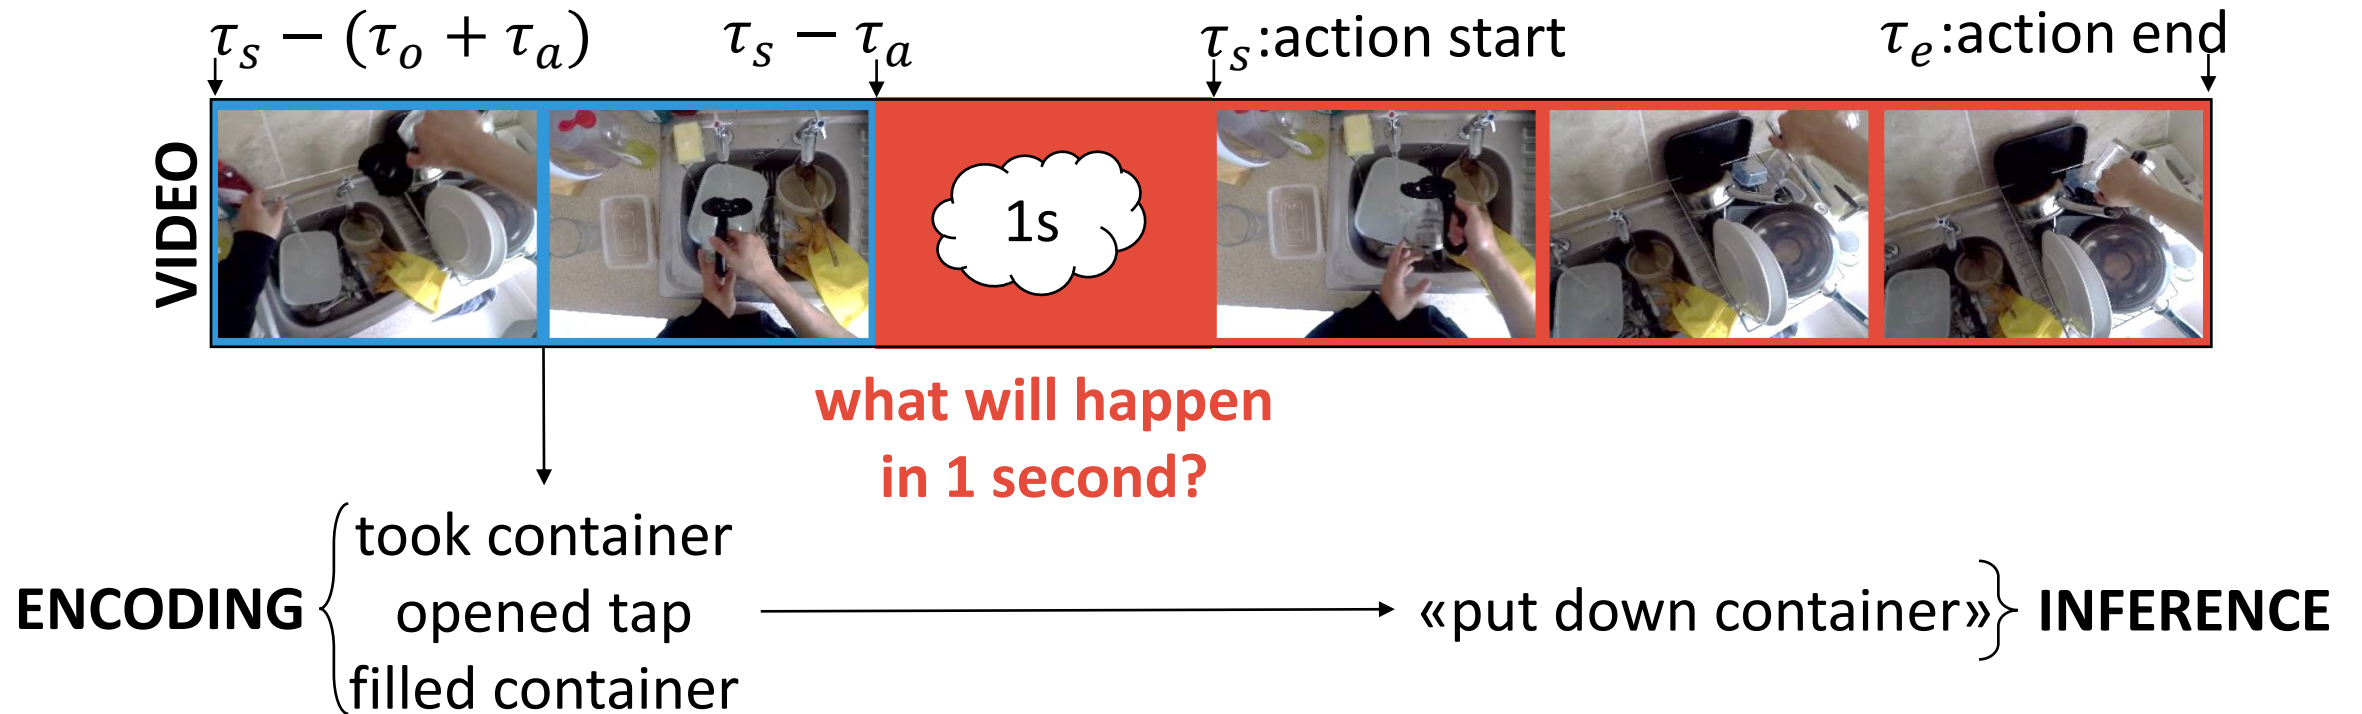 τₛ − (τₒ + τₐ)
τₛ − τₐ
τₛ:action start
τₑ:action end
VIDEO
1s
what will happen
in 1 second?
ENCODING
took container
opened tap
filled container
«put down container»
INFERENCE